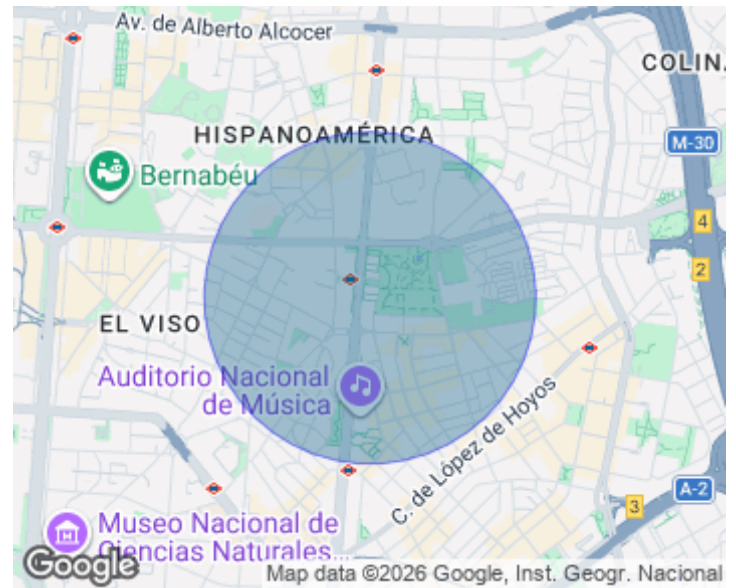 Av. de Alberto Alcocer
COLIN
HISPANOAMÉRICA
M-30
Bernabéu
4
2
EL VISO
Auditorio Nacional
de Música
C. de López de Hoyos
A-2
3
Museo Nacional de
Ciencias Naturales...
Google
Map data ©2026 Google, Inst. Geogr. Nacional